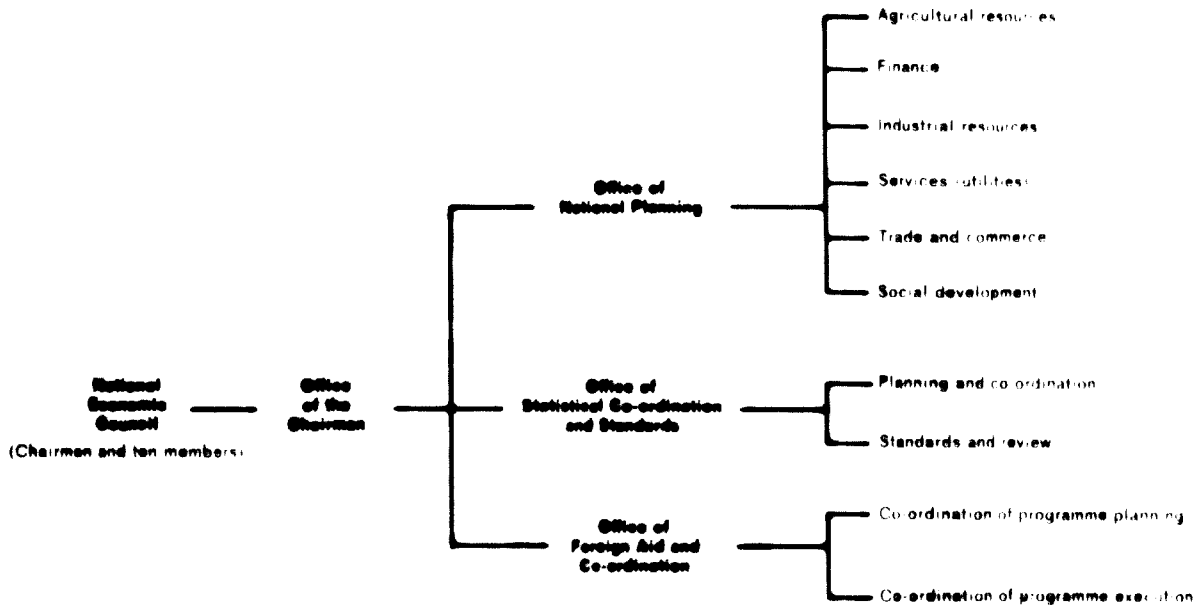 National
Economic
Council
(Chairman and ten members)
Office
of the
Chairman
Office of
National Planning
Agricultural resources
Finance
Industrial resources
Services (utilities)
Trade and commerce
Social development
Office of
Statistical Co-ordination
and Standards
Planning and co-ordination
Standards and review
Office of
Foreign Aid and
Co-ordination
Co-ordination of programme planning
Co-ordination of programme execution